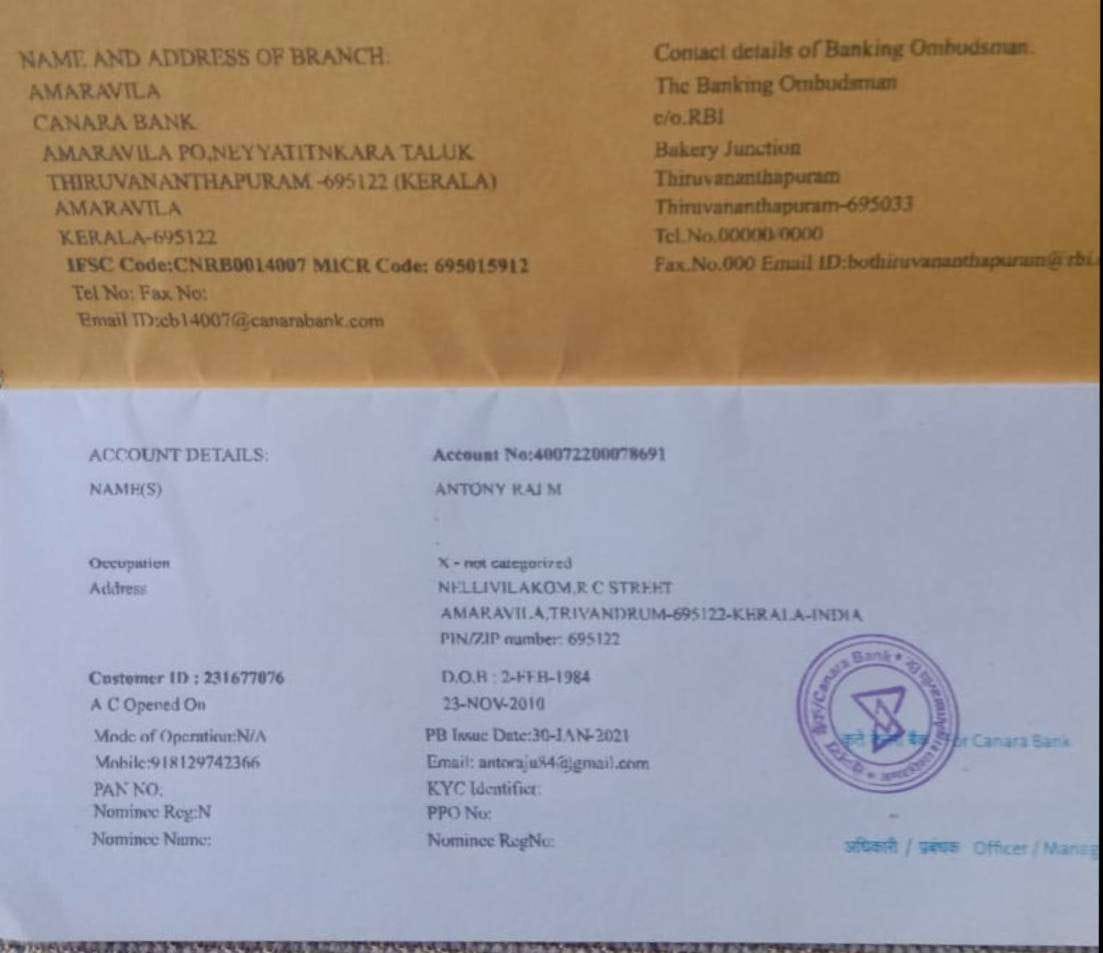 NAME AND ADDRESS OF BRANCH:
AMARAVILA
CANARA BANK
AMARAVILA PO,NEYYATITNKARA TALUK
THIRUVANANTHAPURAM -695122 (KERALA)
AMARAVILA
KERALA-695122
IFSC Code:CNRB0014007 MICR Code: 695015912
Tel No: Fax No:
Email ID:cb14007@canarabank.com
Contact details of Banking Ombudsman.
The Banking Ombudsman
c/o.RBI
Bakery Junction
Thiruvananthapuram
Thiruvananthapuram-695033
Tel.No.00000/0000
Fax.No.000 Email ID:bothiruvananthapuram@rbi.
ACCOUNT DETAILS: Account No:40072200078691
NAME(S) ANTONY RAJ M
Occupation X - not categorized
Address NELLIVILAKOM,R C STREET
AMARAVILA,TRIVANDRUM-695122-KERALA-INDIA
PIN/ZIP number: 695122
Customer ID : 231677076 D.O.B : 2-FEB-1984
A C Opened On 23-NOV-2010
Mode of Operation:N/A PB Issue Date:30-JAN-2021
Mobile:918129742366 Email: antoraju84@gmail.com
PAN NO: KYC Identifier:
Nominee Reg:N PPO No:
Nominee Name: Nominee RegNo:
Canara Bank
Canara Bank
अधिकारी / प्रबंधक Officer / Manag